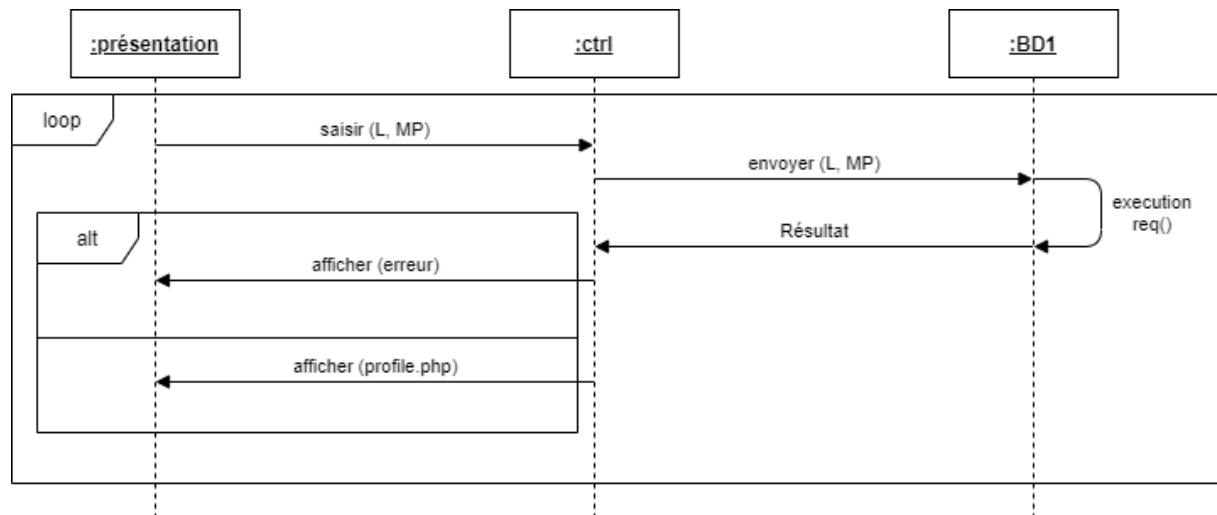 :présentation
:ctrl
:BD1
loop
saisir (L, MP)
envoyer (L, MP)
execution
req()
Résultat
alt
afficher (erreur)
afficher (profile.php)